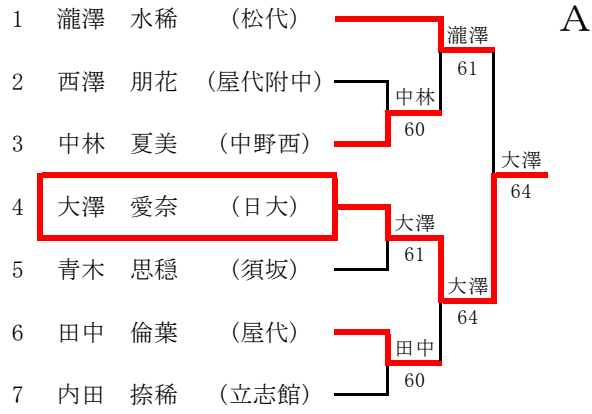 A
1 瀧澤 水稀 (松代)
2 西澤 朋花 (屋代附中)
3 中林 夏美 (中野西)
4 大澤 愛奈 (日大)
5 青木 思穏 (須坂)
6 田中 倫葉 (屋代)
7 内田 捺稀 (立志館)
中林
60
大澤
61
田中
60
瀧澤
61
大澤
64
大澤
64